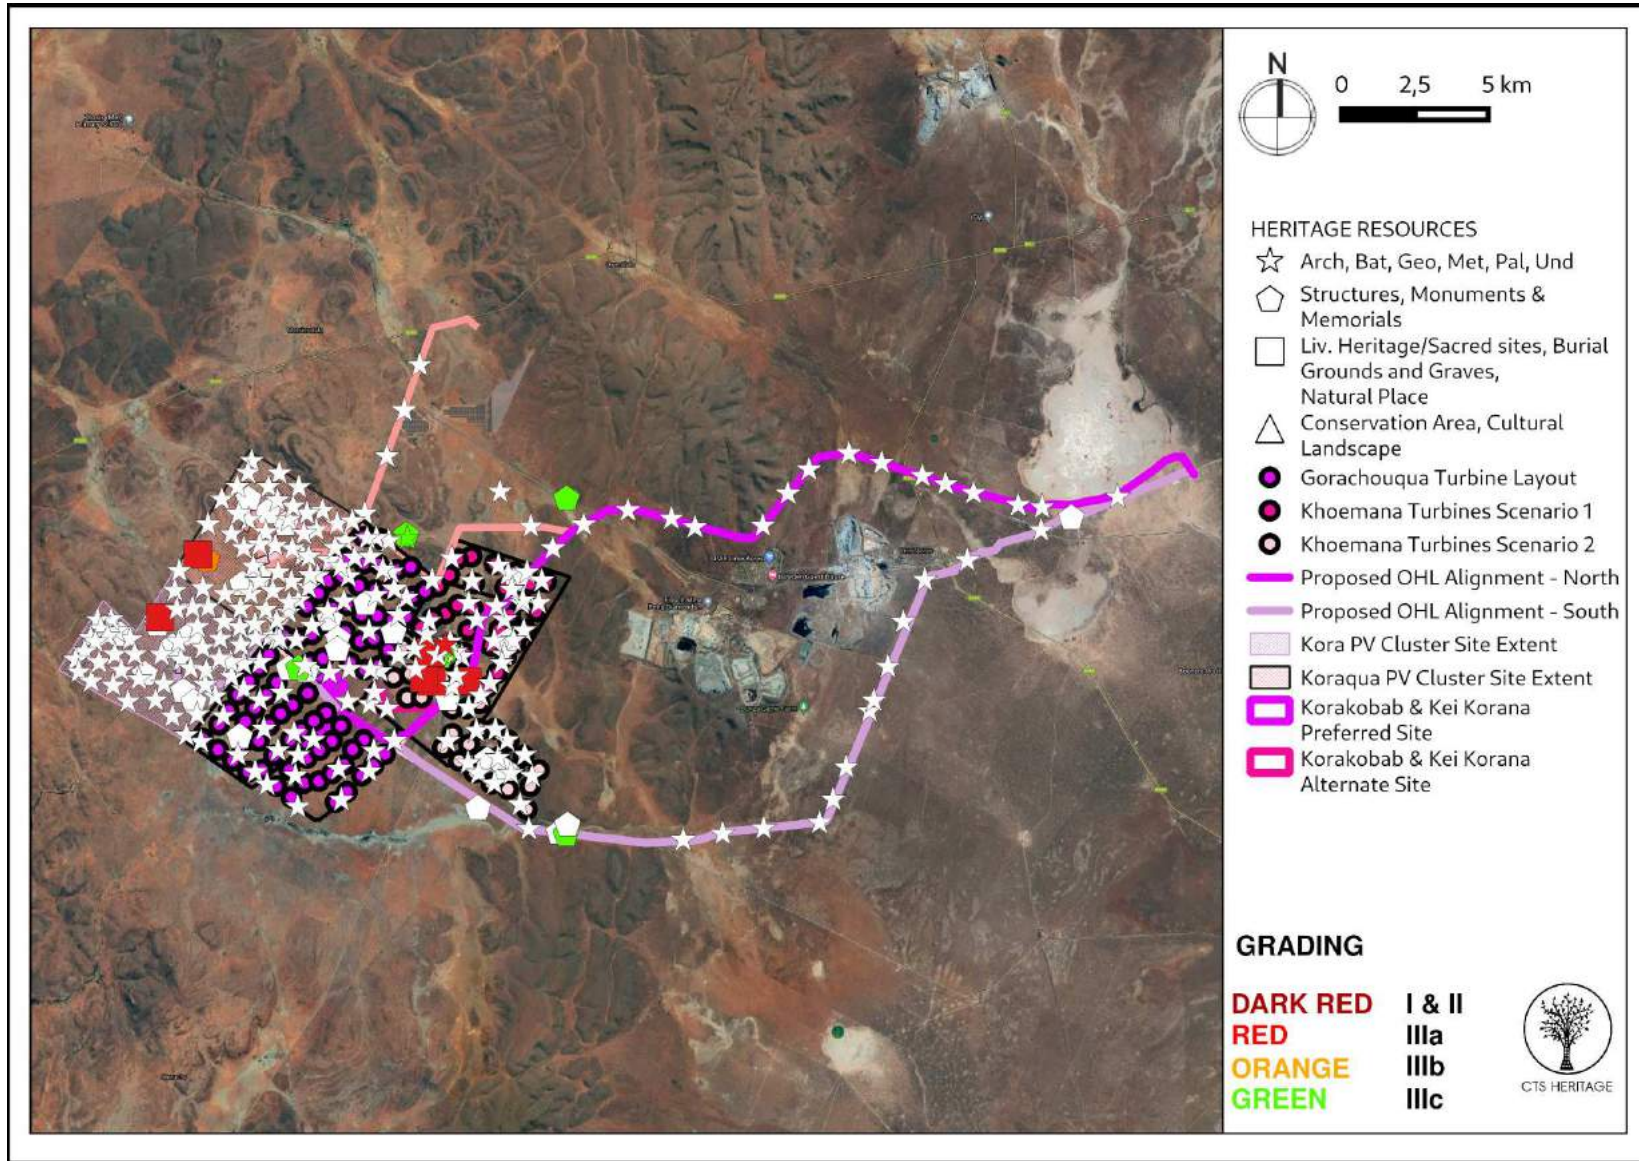 N
0 2,5 5 km
HERITAGE RESOURCES
Arch, Bat, Geo, Met, Pal, Und
Structures, Monuments &
Memorials
Liv. Heritage/Sacred sites, Burial
Grounds and Graves,
Natural Place
Conservation Area, Cultural
Landscape
Gorachouqua Turbine Layout
Khoemana Turbines Scenario 1
Khoemana Turbines Scenario 2
Proposed OHL Alignment - North
Proposed OHL Alignment - South
Kora PV Cluster Site Extent
Koraqua PV Cluster Site Extent
Korakobab & Kei Korana
Preferred Site
Korakobab & Kei Korana
Alternate Site
GRADING
DARK RED I & II
RED IIIa
ORANGE IIIb
GREEN IIIc
CTS HERITAGE